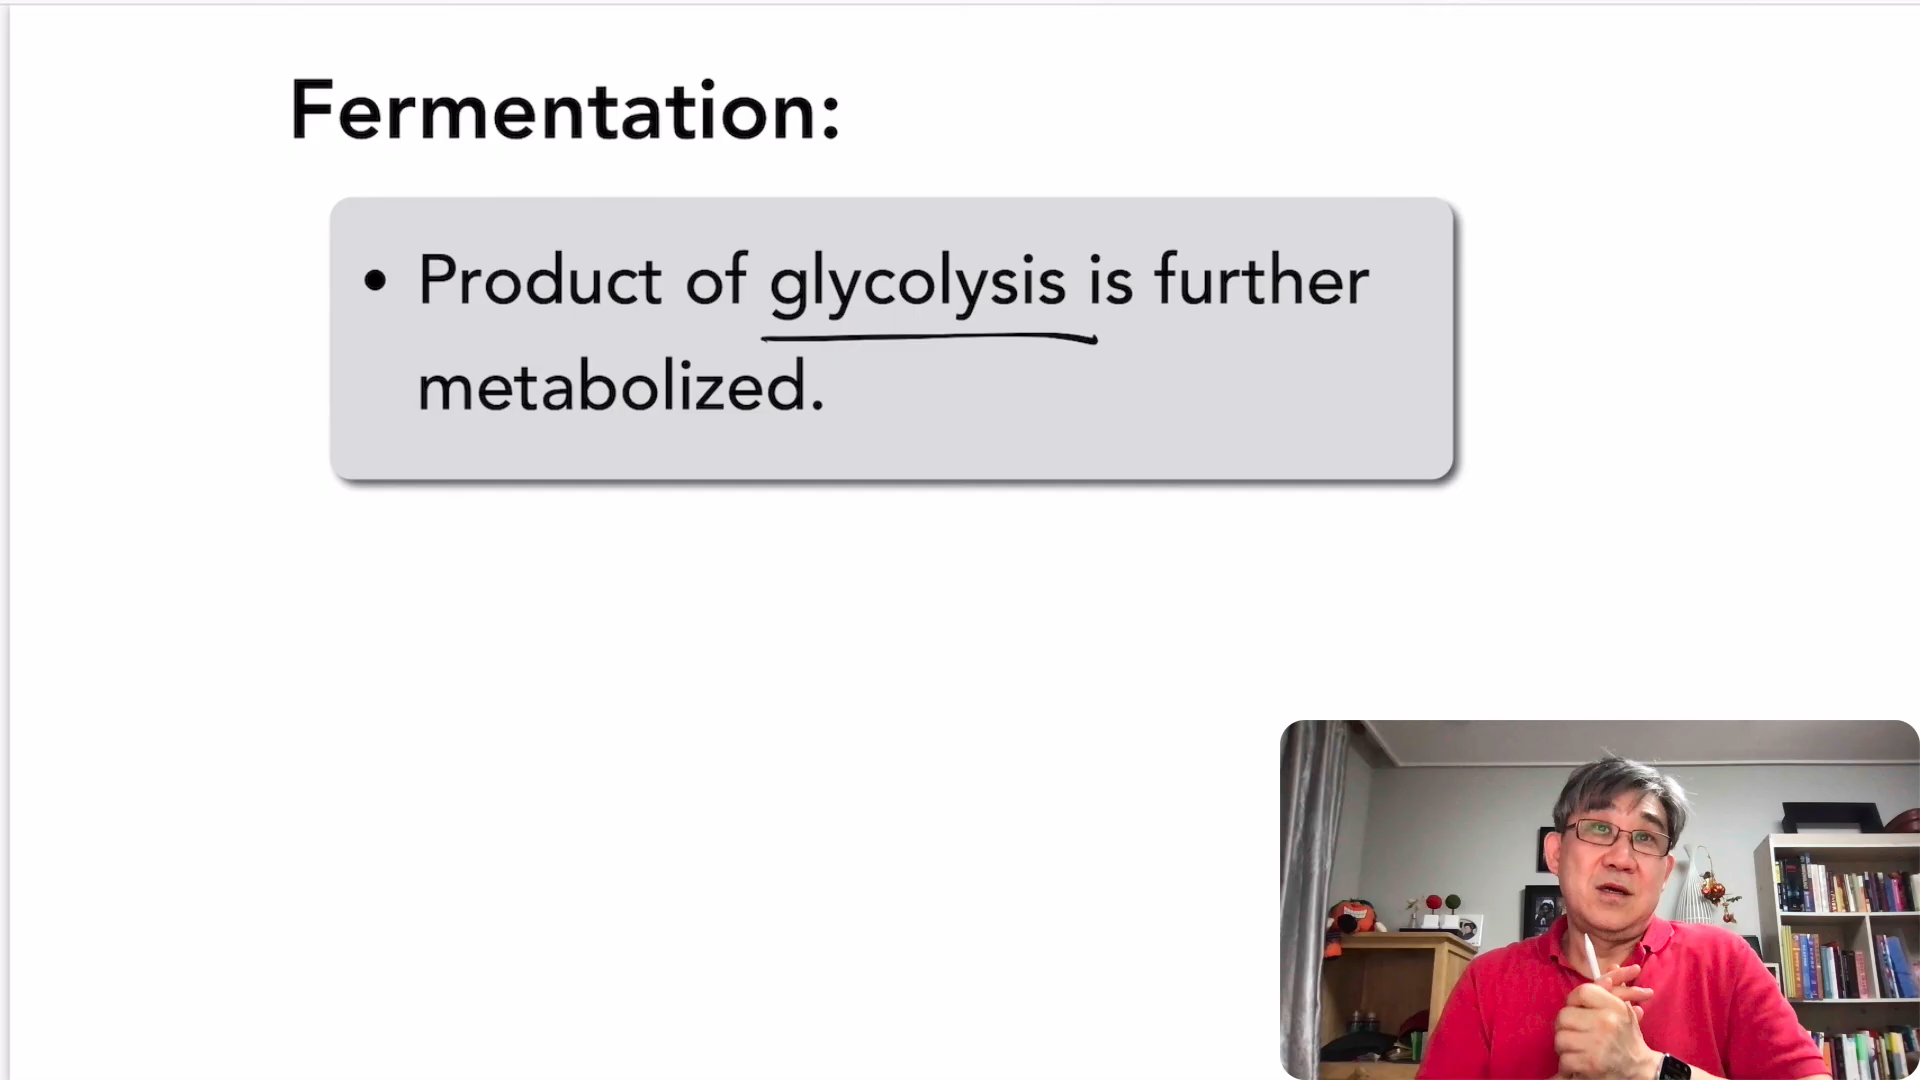 Fermentation:
• Product of glycolysis is further
metabolized.